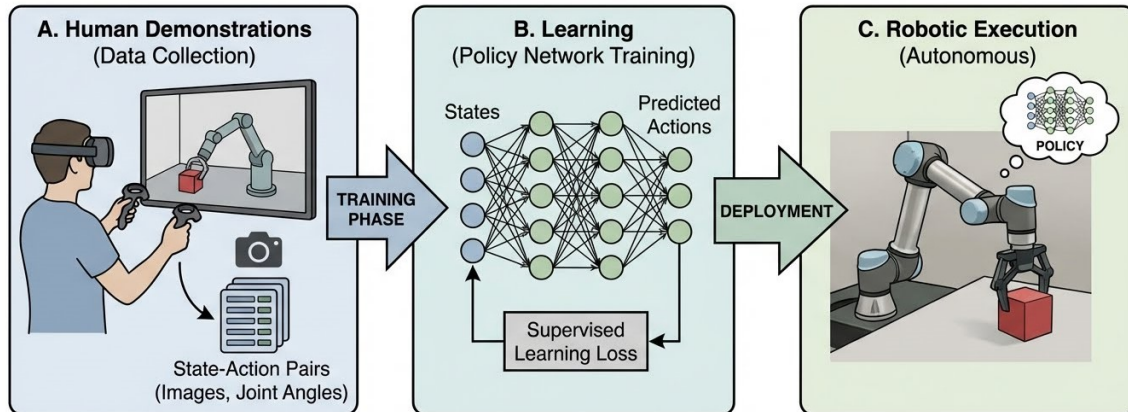 A. Human Demonstrations
(Data Collection)
State-Action Pairs
(Images, Joint Angles)
TRAINING
PHASE
B. Learning
(Policy Network Training)
States
Predicted
Actions
Supervised
Learning Loss
DEPLOYMENT
C. Robotic Execution
(Autonomous)
POLICY